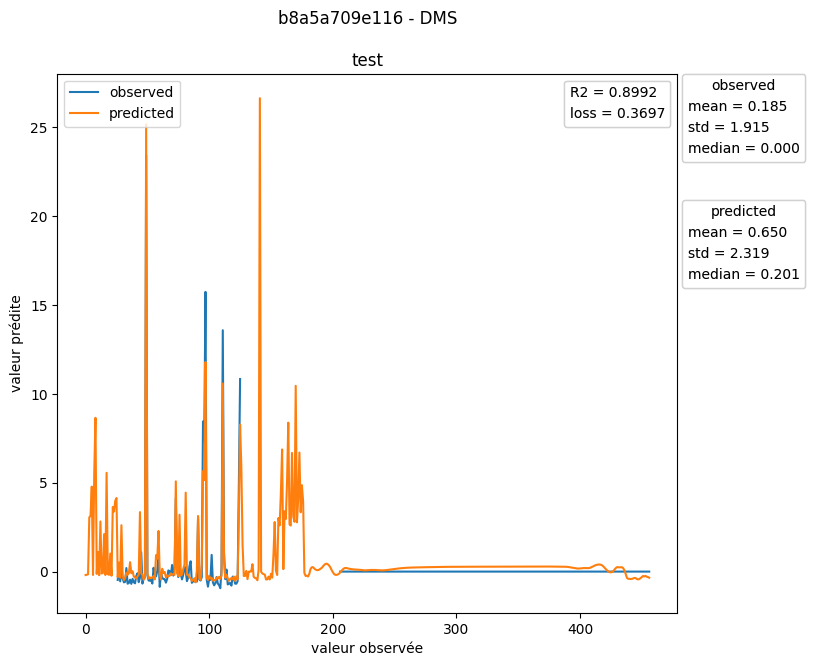 b8a5a709e116 - DMS
test
observed
predicted
R2 = 0.8992
loss = 0.3697
observed
mean = 0.185
std = 1.915
median = 0.000
predicted
mean = 0.650
std = 2.319
median = 0.201
25
20
15
10
5
0
valeur prédite
0 100 200 300 400
valeur observée